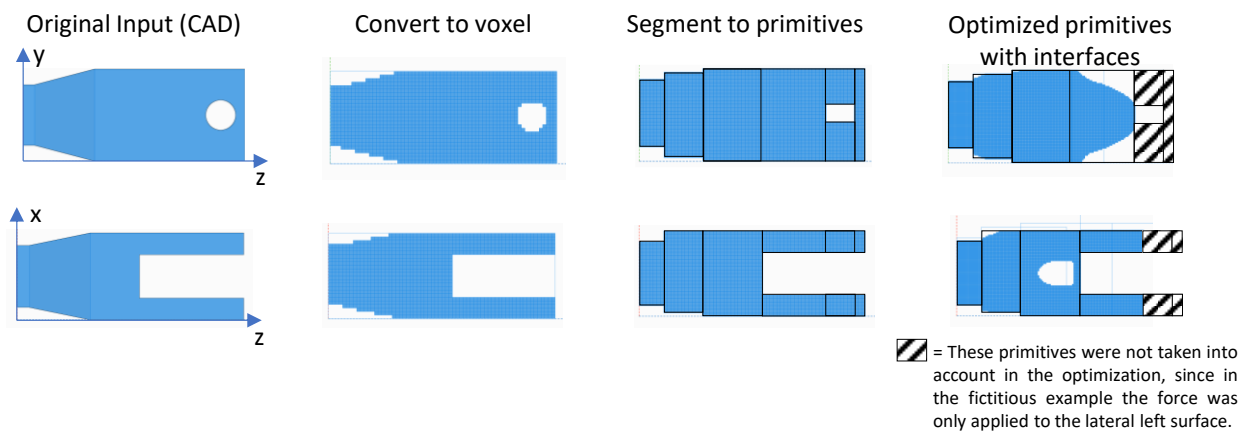 Original Input (CAD)
Convert to voxel
Segment to primitives
Optimized primitives
with interfaces
y
z
x
z
= These primitives were not taken into
account in the optimization, since in
the fictitious example the force was
only applied to the lateral left surface.